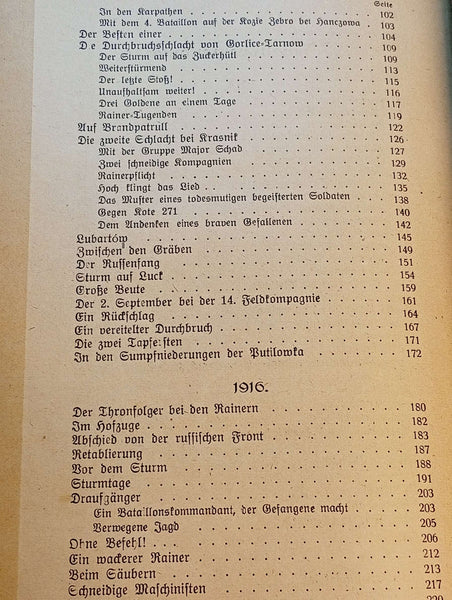 Seite
In den Karpathen . . . . . . . . . . . . 102
Mit dem 4. Bataillon auf der Kozie Zebro bei Hanczowa . . . 103
Der Besten einer . . . . . . . . . . . . 104
D e Durchbruchsschlacht von Gorlice-Tarnow . . . . . . 109
Der Sturm auf das Zuckerhütl . . . . . . . . 109
Weiterstürmend . . . . . . . . . . . . 113
Der letzte Stoß! . . . . . . . . . . . . 115
Unaufhaltsam weiter! . . . . . . . . . . . 116
Drei Goldene an einem Tage . . . . . . . . . 117
Rainer-Tugenden . . . . . . . . . . . . 119
Auf Brandpatrull . . . . . . . . . . . . 122
Die zweite Schlacht bei Krasnik . . . . . . . . 126
Mit der Gruppe Major Schad . . . . . . . . . 127
Zwei schneidige Kompagnien . . . . . . . . . 129
Rainerpflicht . . . . . . . . . . . . 132
Hoch klingt das Lied . . . . . . . . . . . 135
Das Muster eines todesmutigen begeisterten Soldaten . . . 138
Gegen Kote 271 . . . . . . . . . . . . 140
Dem Andenken eines braven Gefallenen . . . . . . 142
Lubartów . . . . . . . . . . . . 145
Zwischen den Gräben . . . . . . . . . . . 149
Der Russenfang . . . . . . . . . . . . 151
Sturm auf Luck . . . . . . . . . . . . 154
Große Beute . . . . . . . . . . . . 159
Der 2. September bei der 14. Feldkompagnie . . . . . . 161
Ein Rückschlag . . . . . . . . . . . . 164
Ein vereitelter Durchbruch . . . . . . . . . 167
Die zwei Tapfersten . . . . . . . . . . . 171
In den Sumpfniederungen der Putilowka . . . . . . . 172
1916.
Der Thronfolger bei den Rainern . . . . . . . . 180
Im Hofzuge . . . . . . . . . . . . 182
Abschied von der russischen Front . . . . . . . . 183
Retablierung . . . . . . . . . . . . 187
Vor dem Sturm . . . . . . . . . . . . 188
Sturmtage . . . . . . . . . . . . 191
Draufgänger . . . . . . . . . . . . 203
Ein Bataillonskommandant, der Gefangene macht . . . . 203
Verwegene Jagd . . . . . . . . . . . . 205
Ohne Befehl! . . . . . . . . . . . . 206
Ein wackerer Rainer . . . . . . . . . . . 212
Beim Säubern . . . . . . . . . . . . 213
Schneidige Maschinisten . . . . . . . . . . 217